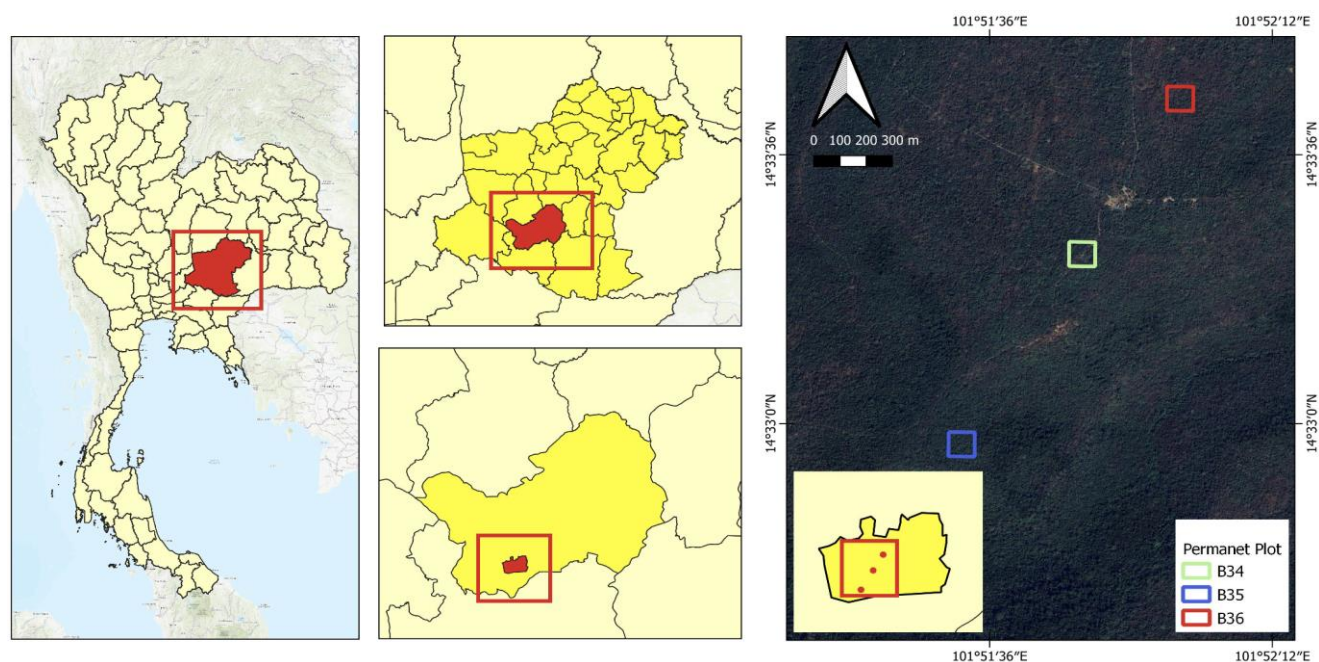 101°51′36″E
101°52′12″E
0 100 200 300 m
14°33′36″N
14°33′36″N
14°33′0″N
14°33′0″N
Permanet Plot
B34
B35
B36
101°51′36″E
101°52′12″E